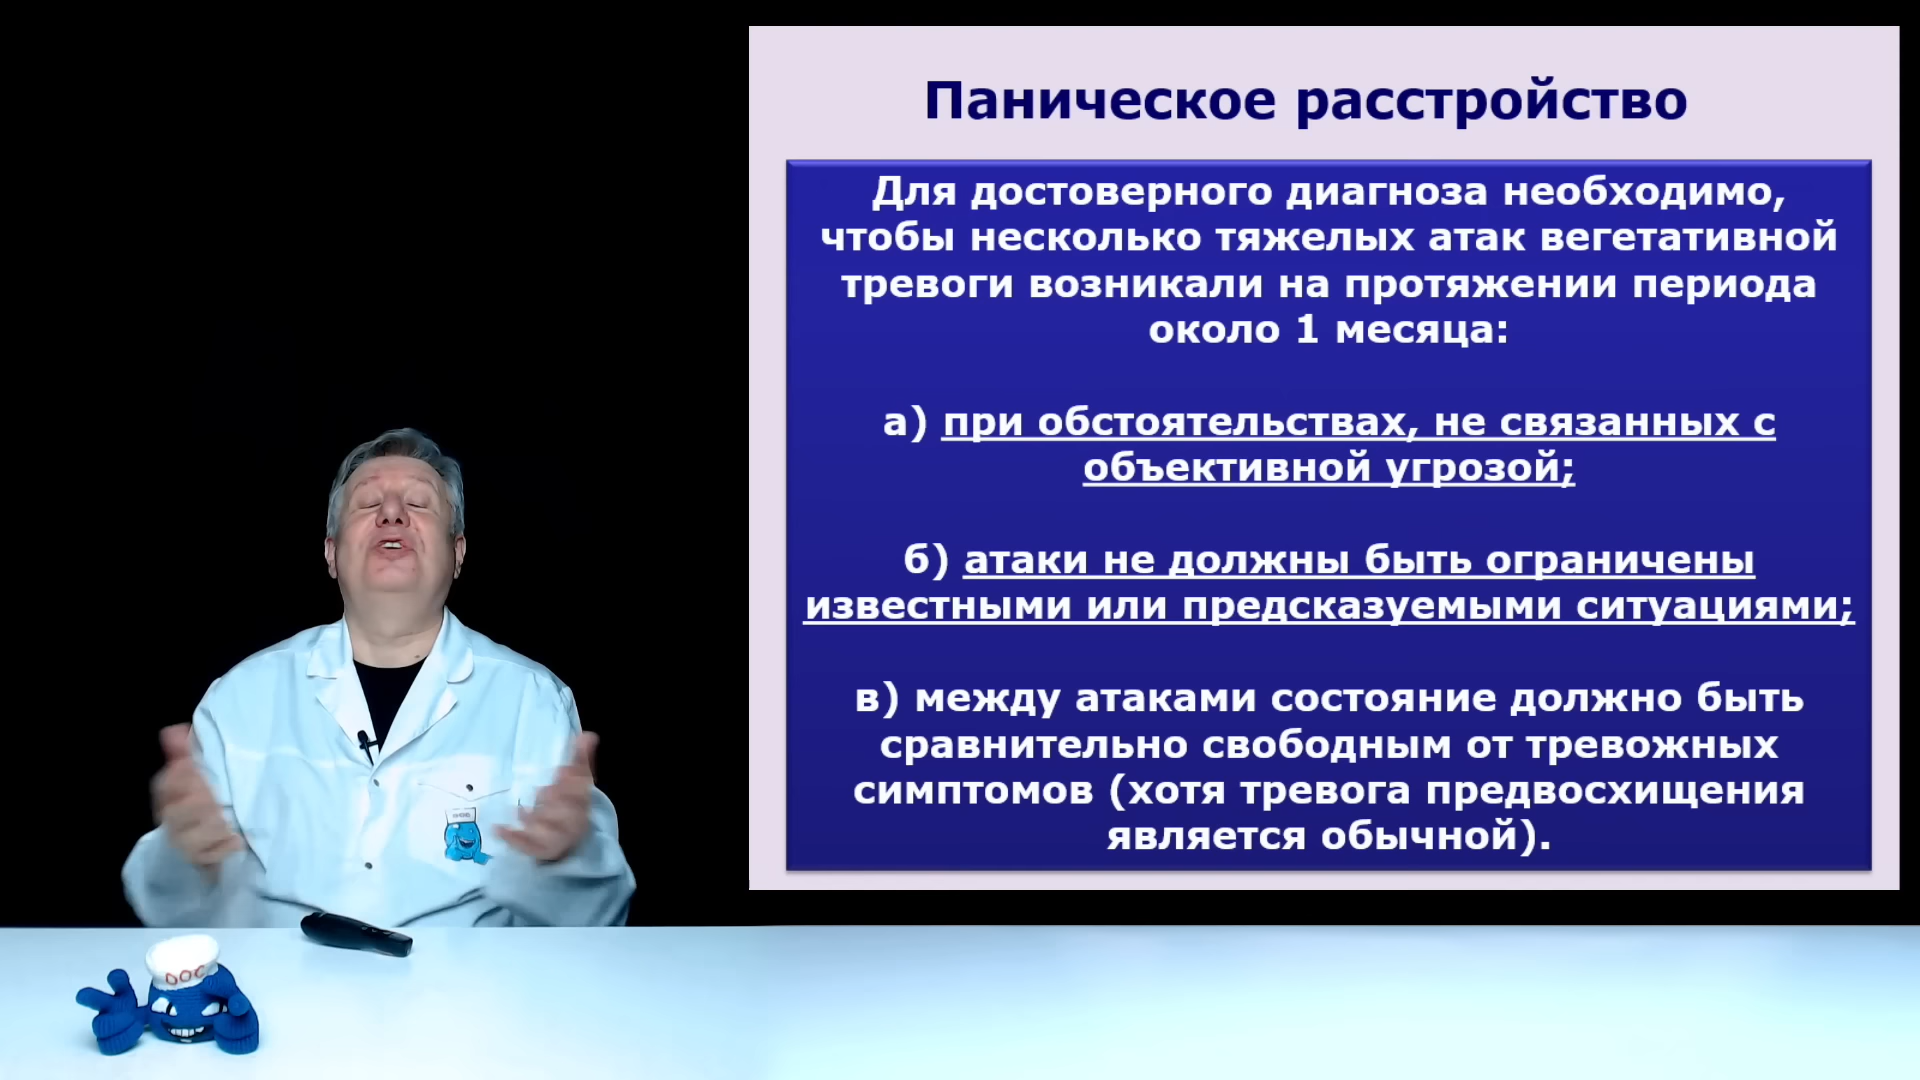 Паническое расстройство
Для достоверного диагноза необходимо,
чтобы несколько тяжелых атак вегетативной
тревоги возникали на протяжении периода
около 1 месяца:
а) при обстоятельствах, не связанных с
объективной угрозой;
б) атаки не должны быть ограничены
известными или предсказуемыми ситуациями;
в) между атаками состояние должно быть
сравнительно свободным от тревожных
симптомов (хотя тревога предвосхищения
является обычной).
DOC